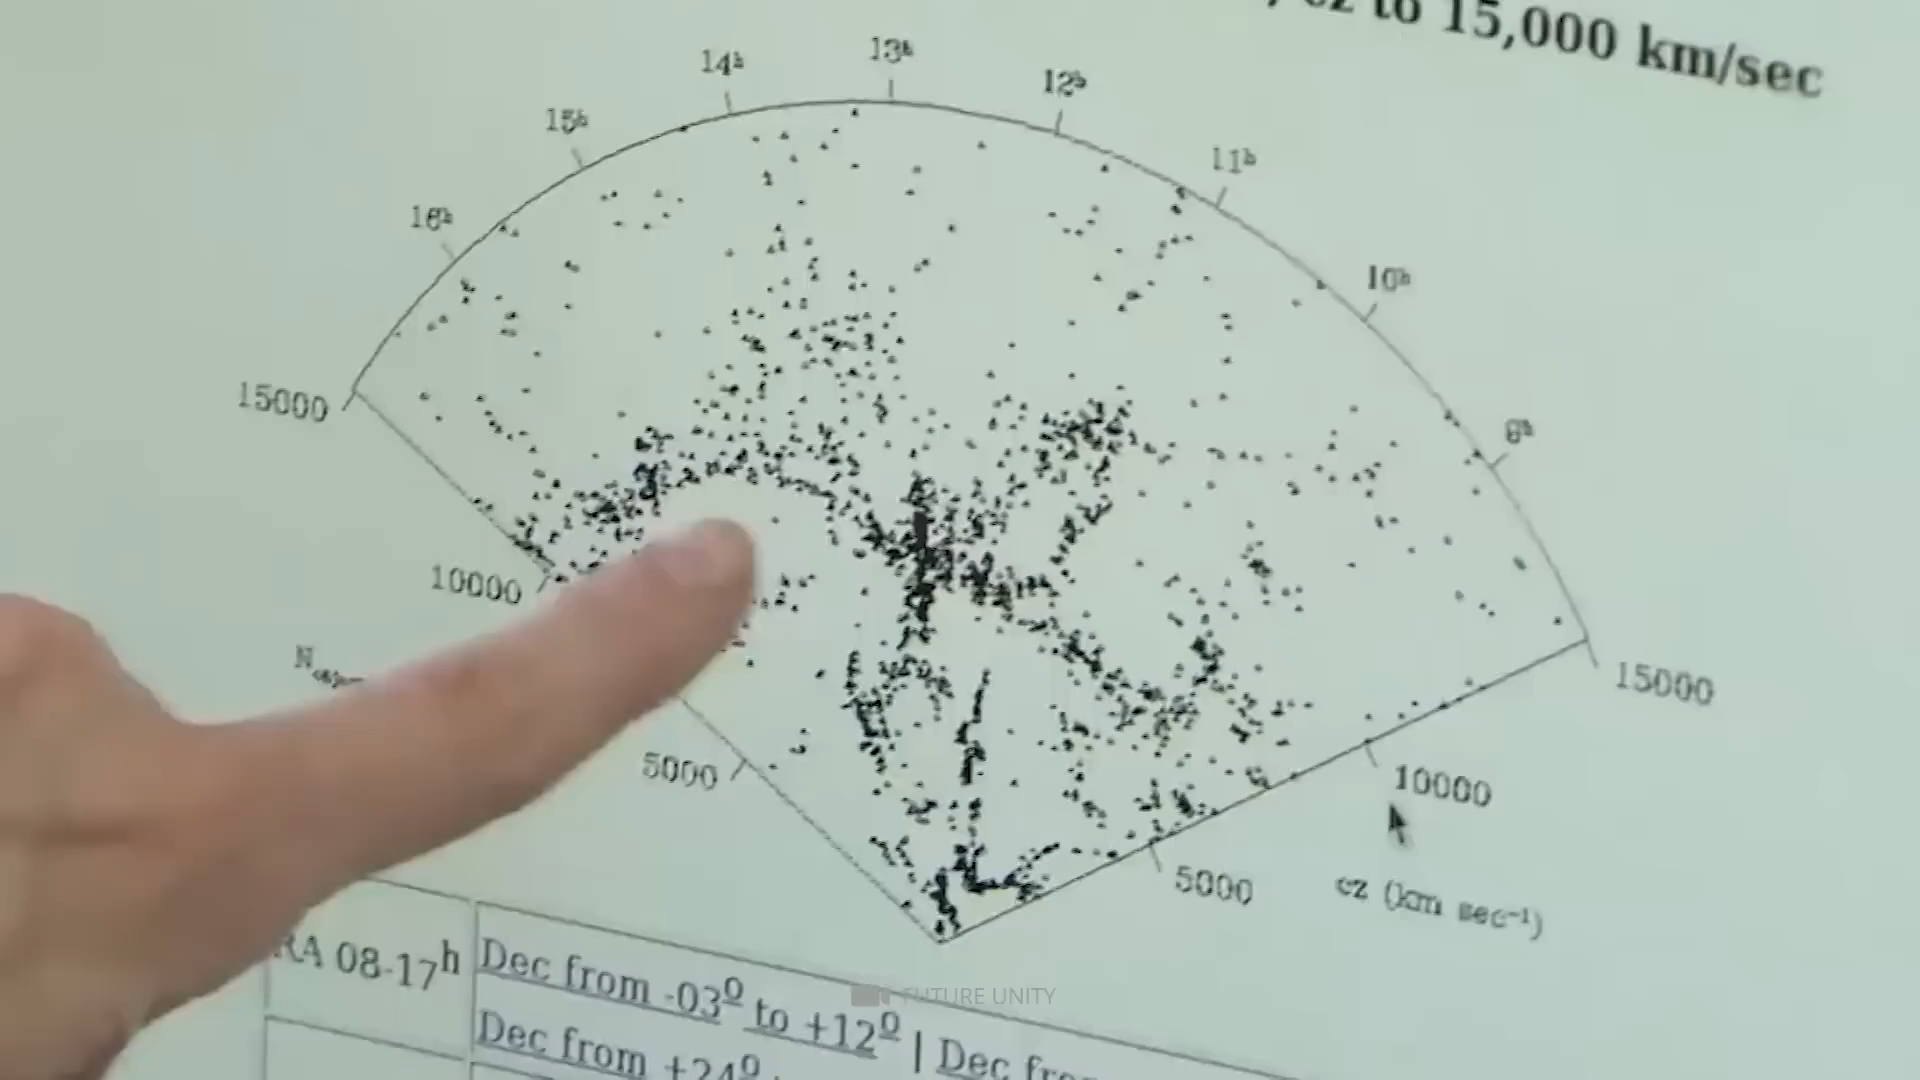 cz to 15,000 km/sec
13h
14h
12h
15h
11h
16h
10h
9h
15000
10000
15000
5000
10000
5000
cz (km sec⁻¹)
RA 08-17h
Dec from -03º to +12º | Dec from
Dec from +24º
FUTURE UNITY